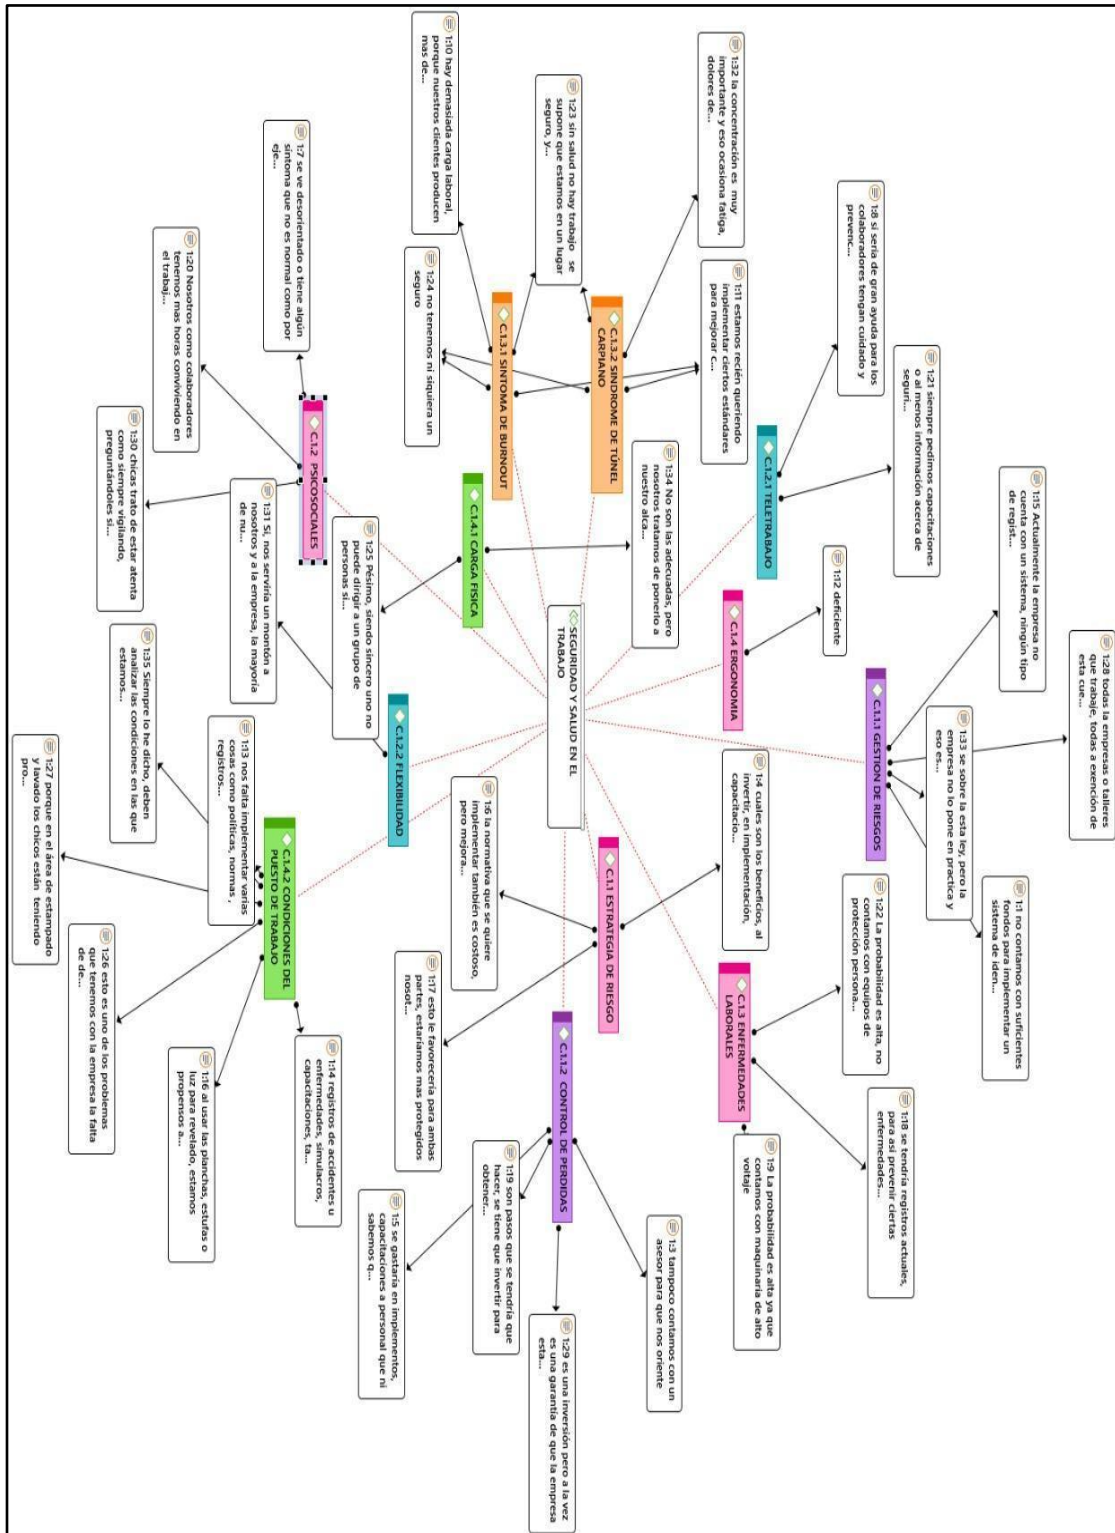 1:10 hay demasiada carga laboral,
porque nuestros clientes producen
mas de...
1:32 la concentración es muy
importante y eso ocasiona fatiga,
dolores de...
1:23 sin salud no hay trabajo se
supone que estamos en un lugar
seguro, y...
1:7 se ve desorientado o tiene algún
síntoma que no es normal como por
eje...
1:8 si seria de gran ayuda para los
colaboradores tengan cuidado y
prevenc...
1:20 Nosotros como colaboradores
tenemos mas horas conviviendo en
el trabaj...
1:24 no tenemos ni siquiera un
seguro
1:11 estamos recién queriendo
implementar ciertos estándares
para mejorar c...
C.1.3.1 SINTOMA DE BURNOUT
C.1.3.2 SINDROME DE TÚNEL
CARPIANO
1:21 siempre pedimos capacitaciones
o al menos información acerca de
seguri...
C.1.2 PSICOSOCIALES
1:30 chicas trato de estar atenta
como siempre vigilando,
preguntándoles si...
C.1.2.1 TELETRABAJO
1:34 No son las adecuadas, pero
nosotros tratamos de ponerlo a
nuestro alca...
1:15 Actualmente la empresa no
cuenta con un sistema, ningún tipo
de regist...
C.1.4.1 CARGA FISICA
1:31 Si, nos serviría un montón a
nosotros y a la empresa, la mayoría
de nu...
1:25 Pésimo, siendo sincero uno no
puede dirigir a un grupo de
personas si...
1:12 deficiente
C.1.4 ERGONOMIA
SEGURIDAD Y SALUD EN EL
TRABAJO
1:28 todas la empresas o talleres
que trabaje, todas a exención de
esta cue...
1:35 Siempre lo he dicho, deben
analizar las condiciones en las que
estamos...
C.1.1.1 GESTION DE RIESGOS
C.1.2.2 FLEXIBILIDAD
1:33 se sobre la esta ley, pero la
empresa no lo pone en practica y
eso es...
1:13 nos falta implementar varias
cosas como políticas, normas ,
registros...
1:27 porque en el área de estampado
y lavado los chicos están teniendo
pro...
1:4 cuales son los beneficios, al
invertir, en implementación,
capacitacio...
1:6 la normativa que se quiere
implementar también es costoso,
pero mejora...
C.1.4.2 CONDICIONES DEL
PUESTO DE TRABAJO
C.1.1 ESTRATEGIA DE RIESGO
1:22 La probabilidad es alta, no
contamos con equipos de
protección persona...
1:1 no contamos con suficientes
fondos para implementar un
sistema de iden...
1:26 esto es uno de los problemas
que tenemos con la empresa la falta
de de...
1:17 esto le favorecería para ambas
partes, estaríamos mas protegidos
nosot...
C.1.3 ENFERMEDADES
LABORALES
C.1.1.2 CONTROL DE PERDIDAS
1:14 registros de accidentes u
enfermedades, simulacros,
capacitaciones, ta...
1:16 al usar las planchas, estufas o
luz para revelado, estamos
propensos a...
1:18 se tendría registros actuales,
para así prevenir ciertas
enfermedades...
1:9 La probabilidad es alta ya que
contamos con maquinaria de alto
voltaje
1:19 son pasos que se tendría que
hacer, se tiene que invertir para
obtener...
1:5 se gastaría en implementos,
capacitaciones a personal que ni
sabemos q...
1:3 tampoco contamos con un
asesor para que nos oriente
1:29 es una inversión pero a la vez
es una garantía de que la empresa
esta...